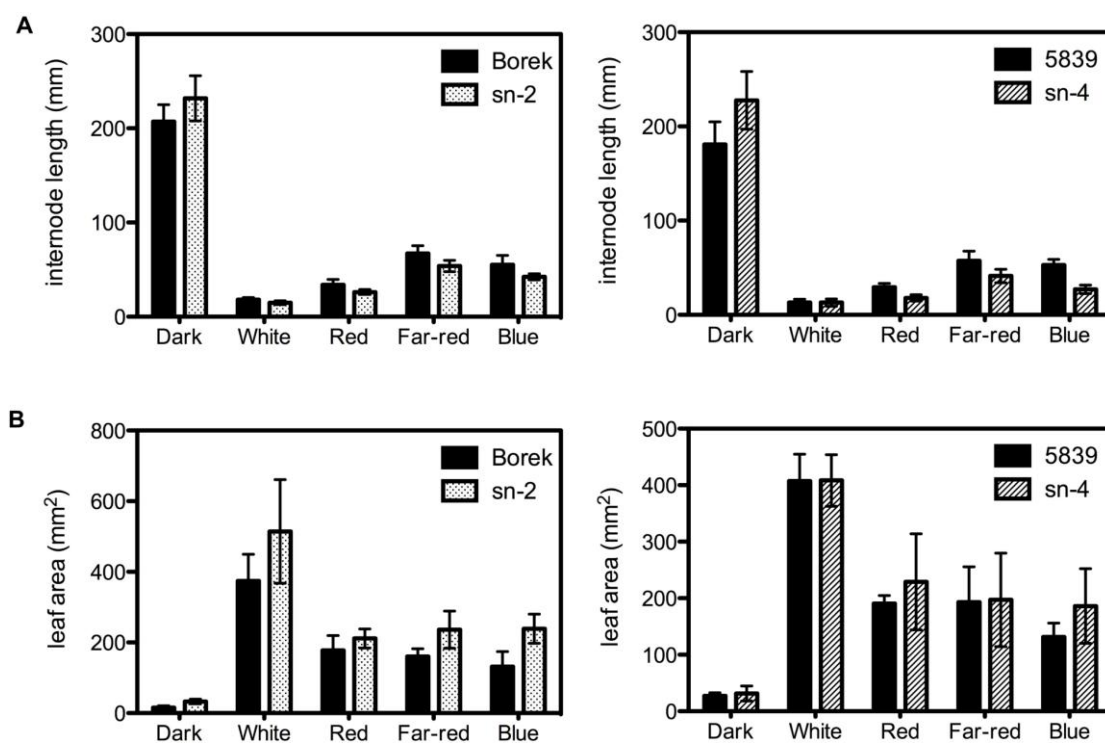 A
internode length (mm)
300
200
100
0
Borek
sn-2
Dark White Red Far-red Blue
internode length (mm)
300
200
100
0
5839
sn-4
Dark White Red Far-red Blue
B
leaf area (mm²)
800
600
400
200
0
Borek
sn-2
Dark White Red Far-red Blue
leaf area (mm²)
500
400
300
200
100
0
5839
sn-4
Dark White Red Far-red Blue